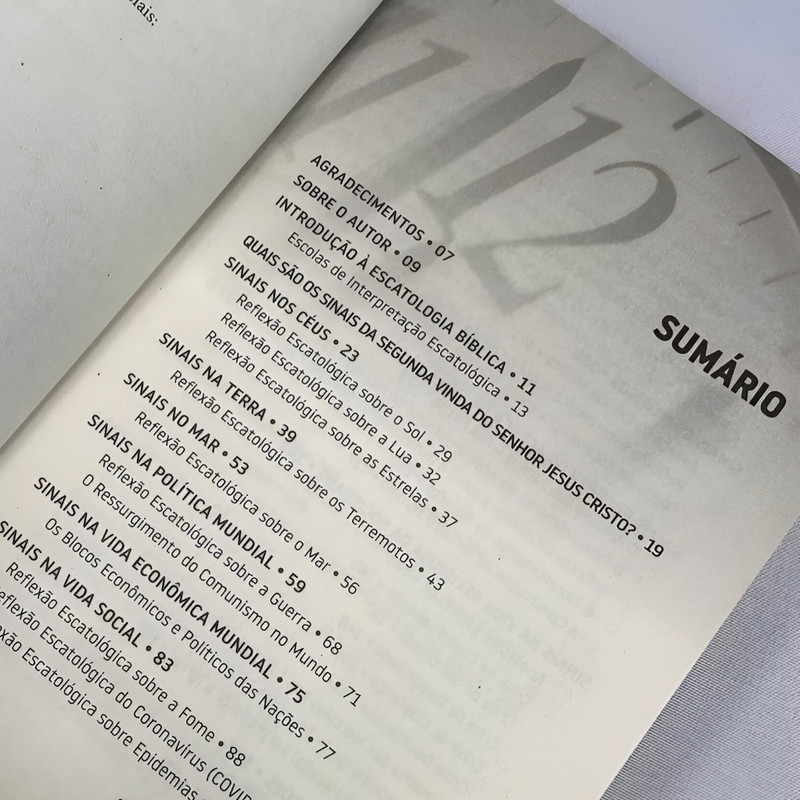 ciais:
12
SUMÁRIO
AGRADECIMENTOS • 07
SOBRE O AUTOR • 09
INTRODUÇÃO À ESCATOLOGIA BÍBLICA • 11
Escolas de Interpretação Escatológica • 13
QUAIS SÃO OS SINAIS DA SEGUNDA VINDA DO SENHOR JESUS CRISTO? • 19
SINAIS NOS CÉUS • 23
Reflexão Escatológica sobre o Sol • 29
Reflexão Escatológica sobre a Lua • 32
Reflexão Escatológica sobre as Estrelas • 37
SINAIS NA TERRA • 39
Reflexão Escatológica sobre os Terremotos • 43
SINAIS NO MAR • 53
Reflexão Escatológica sobre o Mar • 56
SINAIS NA POLÍTICA MUNDIAL • 59
Reflexão Escatológica sobre a Guerra • 68
O Ressurgimento do Comunismo no Mundo • 71
SINAIS NA VIDA ECONÔMICA MUNDIAL • 75
Os Blocos Econômicos e Políticos das Nações • 77
SINAIS NA VIDA SOCIAL • 83
Reflexão Escatológica sobre a Fome • 88
eflexão Escatológica do Coronavírus (COVID
xão Escatológica sobre Epidemias